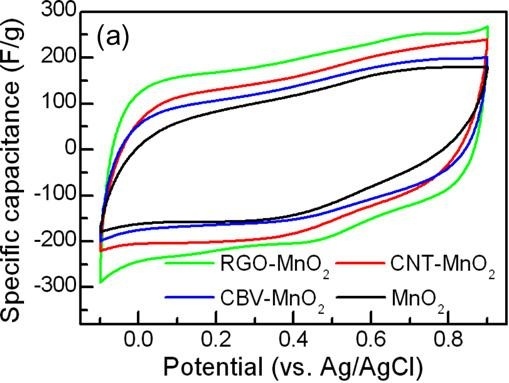 (a)
Specific capacitance (F/g)
300
200
100
0
-100
-200
-300
RGO-MnO₂ CNT-MnO₂
CBV-MnO₂ MnO₂
0.0 0.2 0.4 0.6 0.8
Potential (vs. Ag/AgCl)